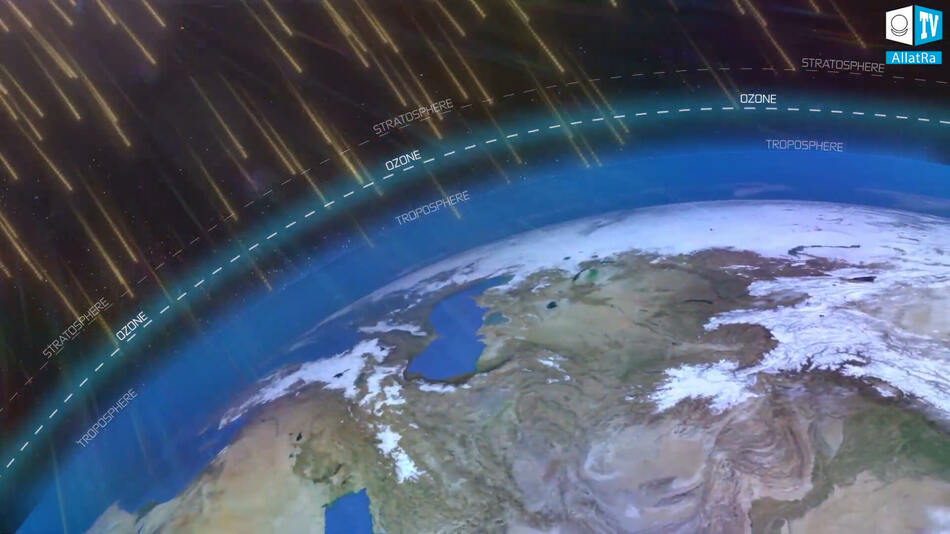 TV
AllatRa
STRATOSPHERE
OZONE
STRATOSPHERE
TROPOSPHERE
OZONE
TROPOSPHERE
STRATOSPHERE
OZONE
TROPOSPHERE